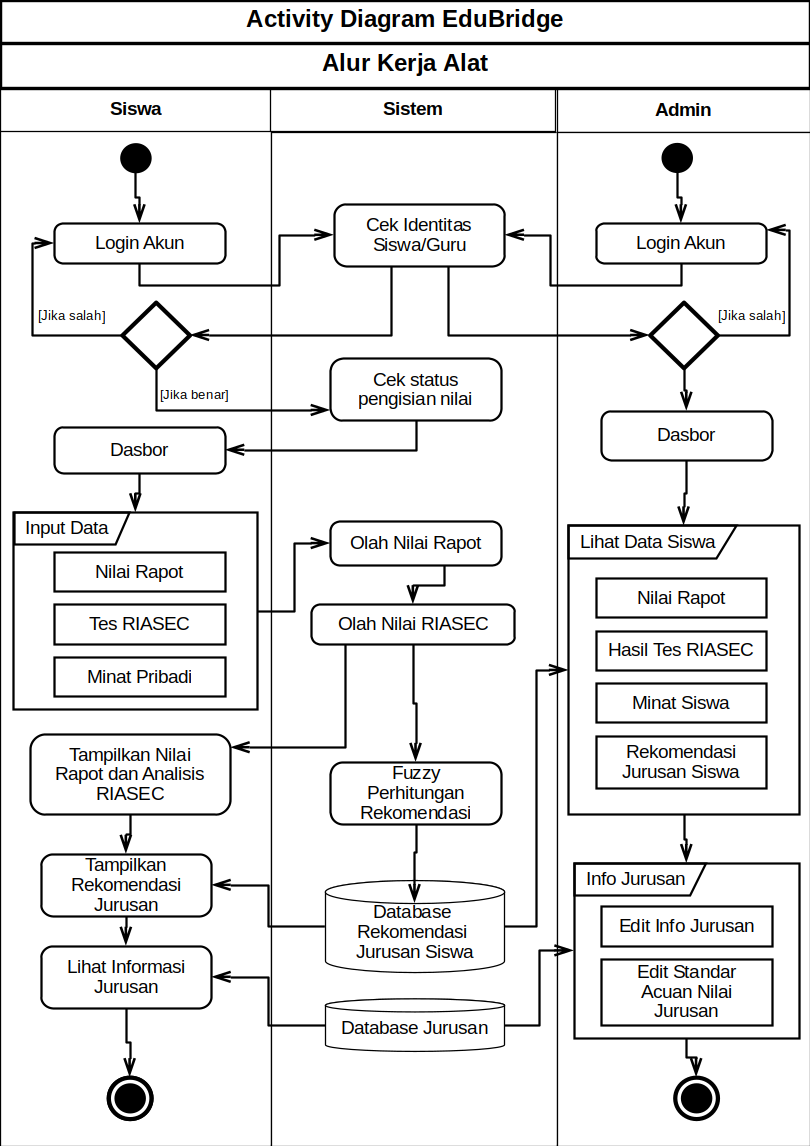 Activity Diagram EduBridge
Alur Kerja Alat
Siswa
Sistem
Admin
Login Akun
Cek Identitas
Siswa/Guru
Login Akun
[Jika salah]
[Jika salah]
[Jika benar]
Cek status
pengisian nilai
Dasbor
Dasbor
Input Data
Nilai Rapot
Tes RIASEC
Minat Pribadi
Olah Nilai Rapot
Olah Nilai RIASEC
Lihat Data Siswa
Nilai Rapot
Hasil Tes RIASEC
Minat Siswa
Rekomendasi
Jurusan Siswa
Tampilkan Nilai
Rapot dan Analisis
RIASEC
Fuzzy
Perhitungan
Rekomendasi
Tampilkan
Rekomendasi
Jurusan
Database
Rekomendasi
Jurusan Siswa
Info Jurusan
Edit Info Jurusan
Edit Standar
Acuan Nilai
Jurusan
Lihat Informasi
Jurusan
Database Jurusan